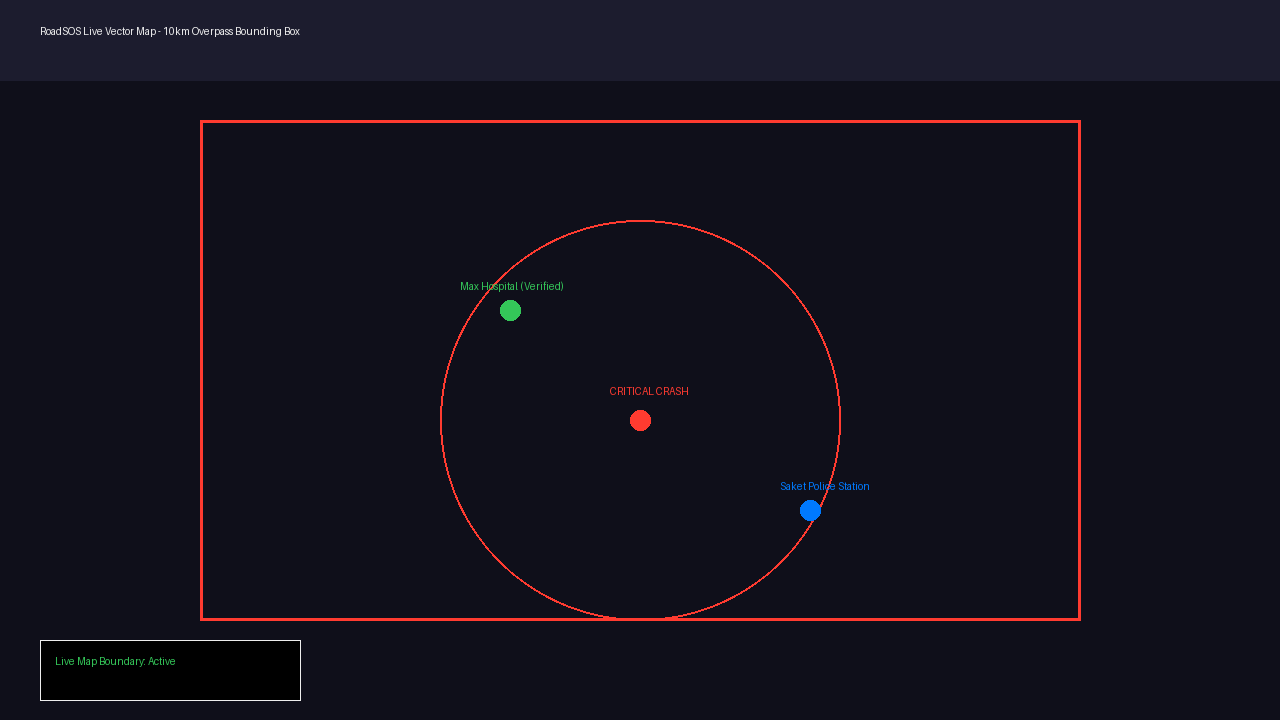 RoadSOS Live Vector Map - 10km Overpass Bounding Box
Max Hospital (Verified)
CRITICAL CRASH
Saket Police Station
Live Map Boundary: Active